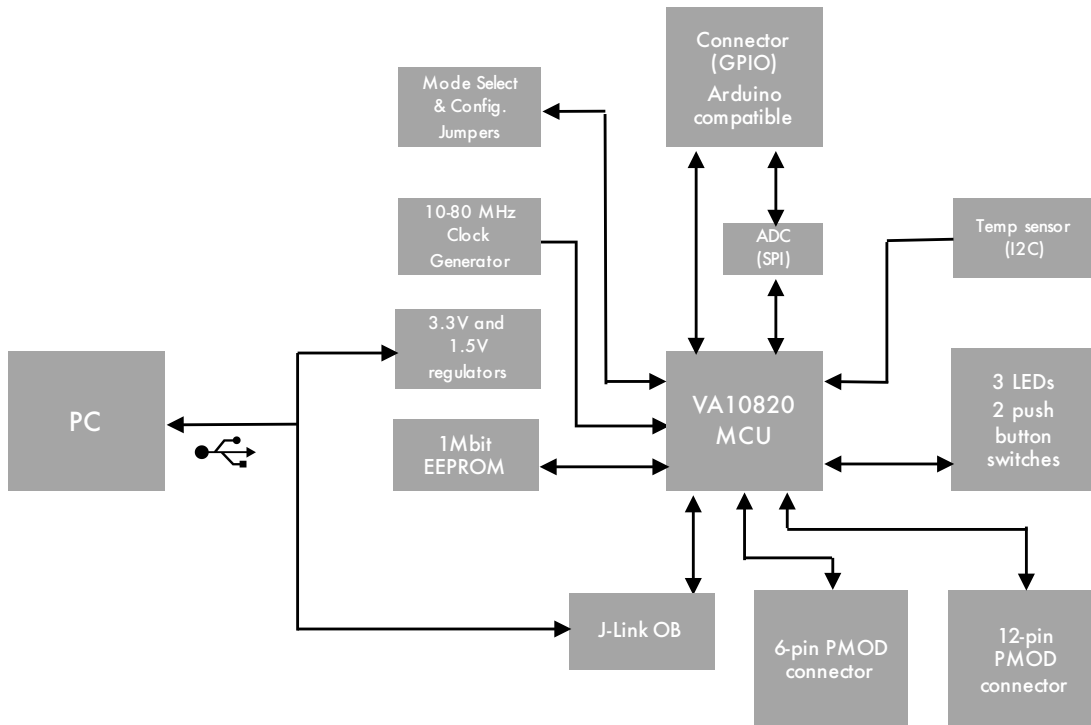 Connector
(GPIO)
Arduino
compatible
Mode Select
& Config.
Jumpers
10-80 MHz
Clock
Generator
ADC
(SPI)
Temp sensor
(I2C)
3.3V and
1.5V
regulators
PC
VA10820
MCU
3 LEDs
2 push
button
switches
1Mbit
EEPROM
J-Link OB
6-pin PMOD
connector
12-pin
PMOD
connector